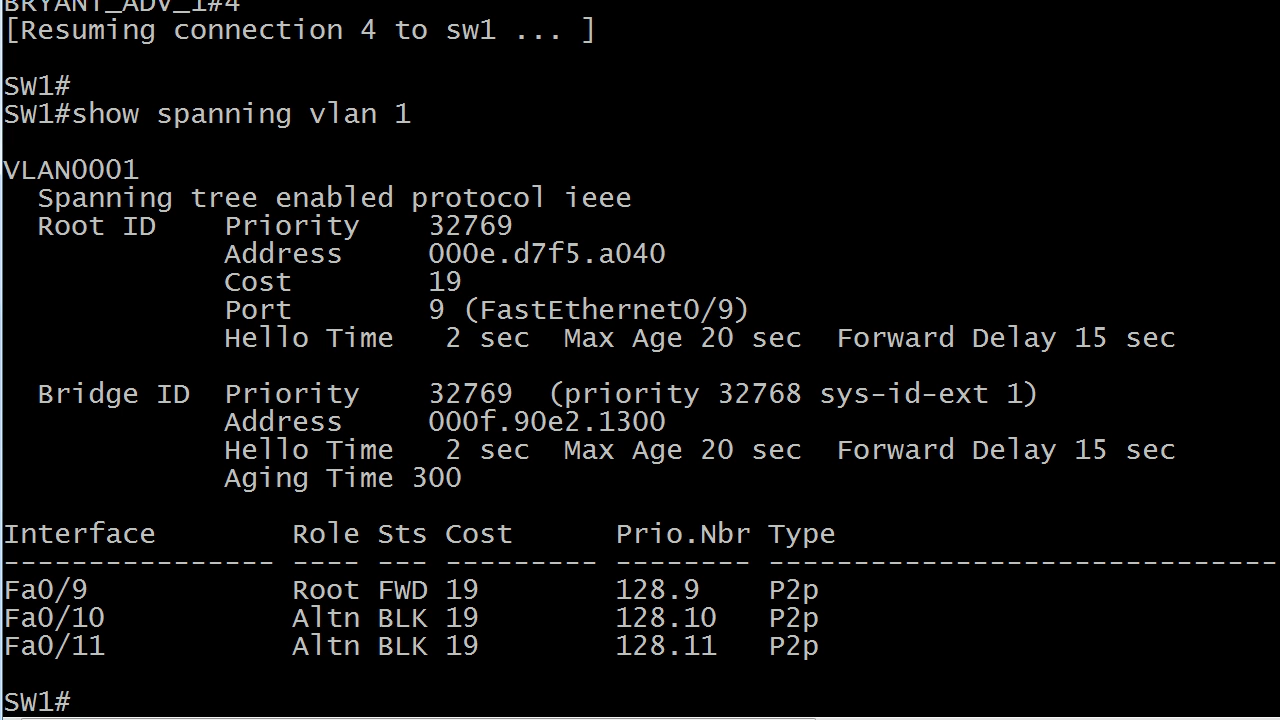 BRYANT_ADV_1#4
[Resuming connection 4 to sw1 ... ]
SW1#
SW1#show spanning vlan 1
VLAN0001
  Spanning tree enabled protocol ieee
  Root ID    Priority    32769
             Address     000e.d7f5.a040
             Cost        19
             Port        9 (FastEthernet0/9)
             Hello Time   2 sec  Max Age 20 sec  Forward Delay 15 sec
  Bridge ID  Priority    32769  (priority 32768 sys-id-ext 1)
             Address     000f.90e2.1300
             Hello Time   2 sec  Max Age 20 sec  Forward Delay 15 sec
             Aging Time 300
Interface        Role Sts Cost      Prio.Nbr Type
---------------- ---- --- --------- -------- ------------------------------
Fa0/9            Root FWD 19        128.9    P2p
Fa0/10           Altn BLK 19        128.10   P2p
Fa0/11           Altn BLK 19        128.11   P2p
SW1#